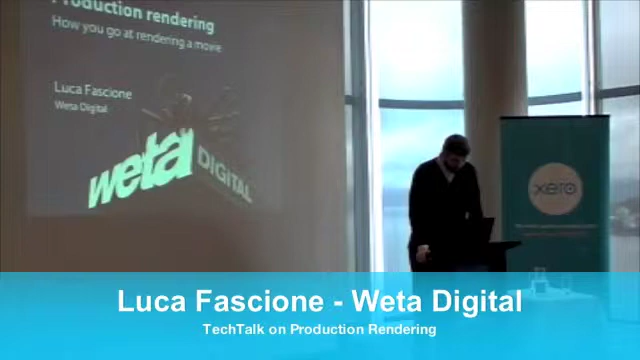 Production rendering
How you go at rendering a movie
Luca Fascione
Weta Digital
weta DIGITAL
xero
Luca Fascione - Weta Digital
TechTalk on Production Rendering